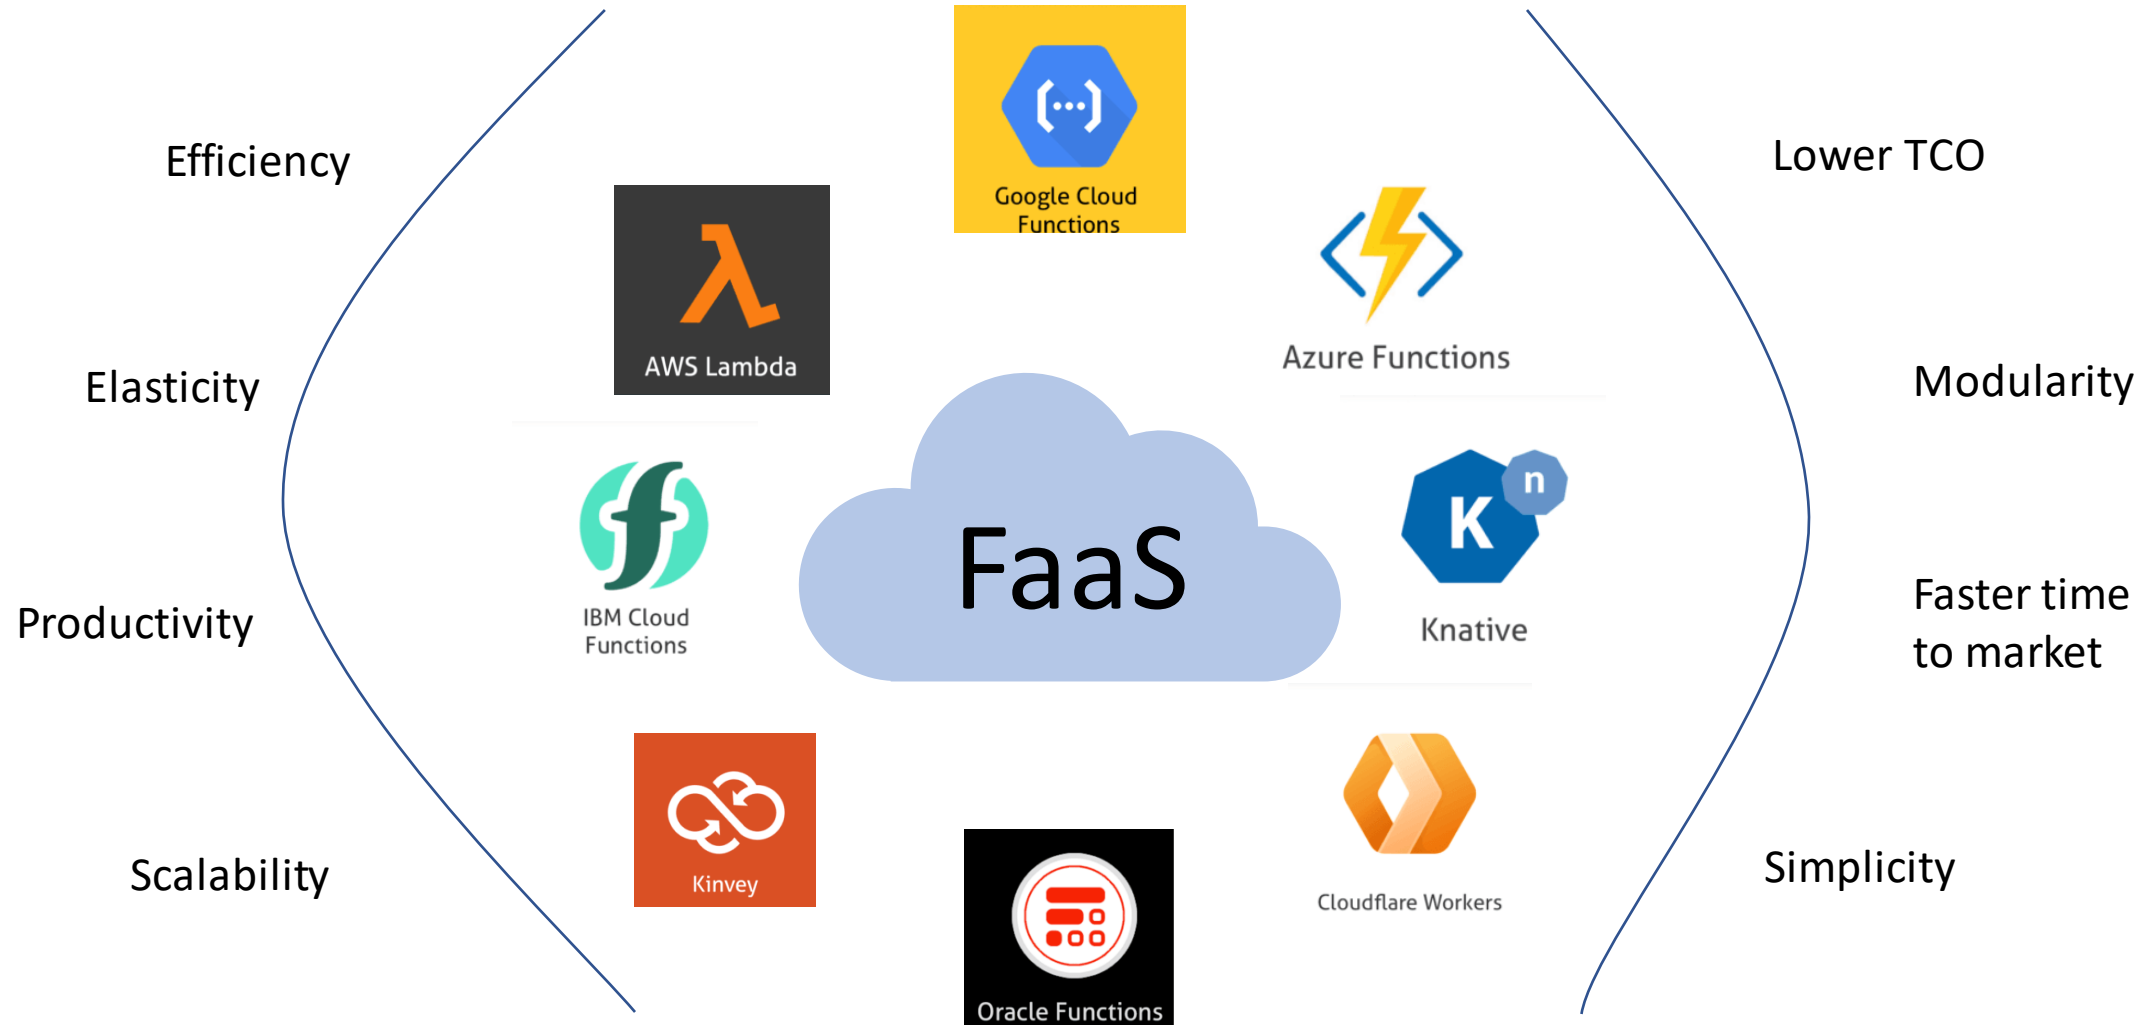 Efficiency
Elasticity
Productivity
Scalability
Google Cloud
Functions
AWS Lambda
Azure Functions
IBM Cloud
Functions
FaaS
K
n
Knative
Kinvey
Cloudflare Workers
Oracle Functions
Lower TCO
Modularity
Faster time
to market
Simplicity